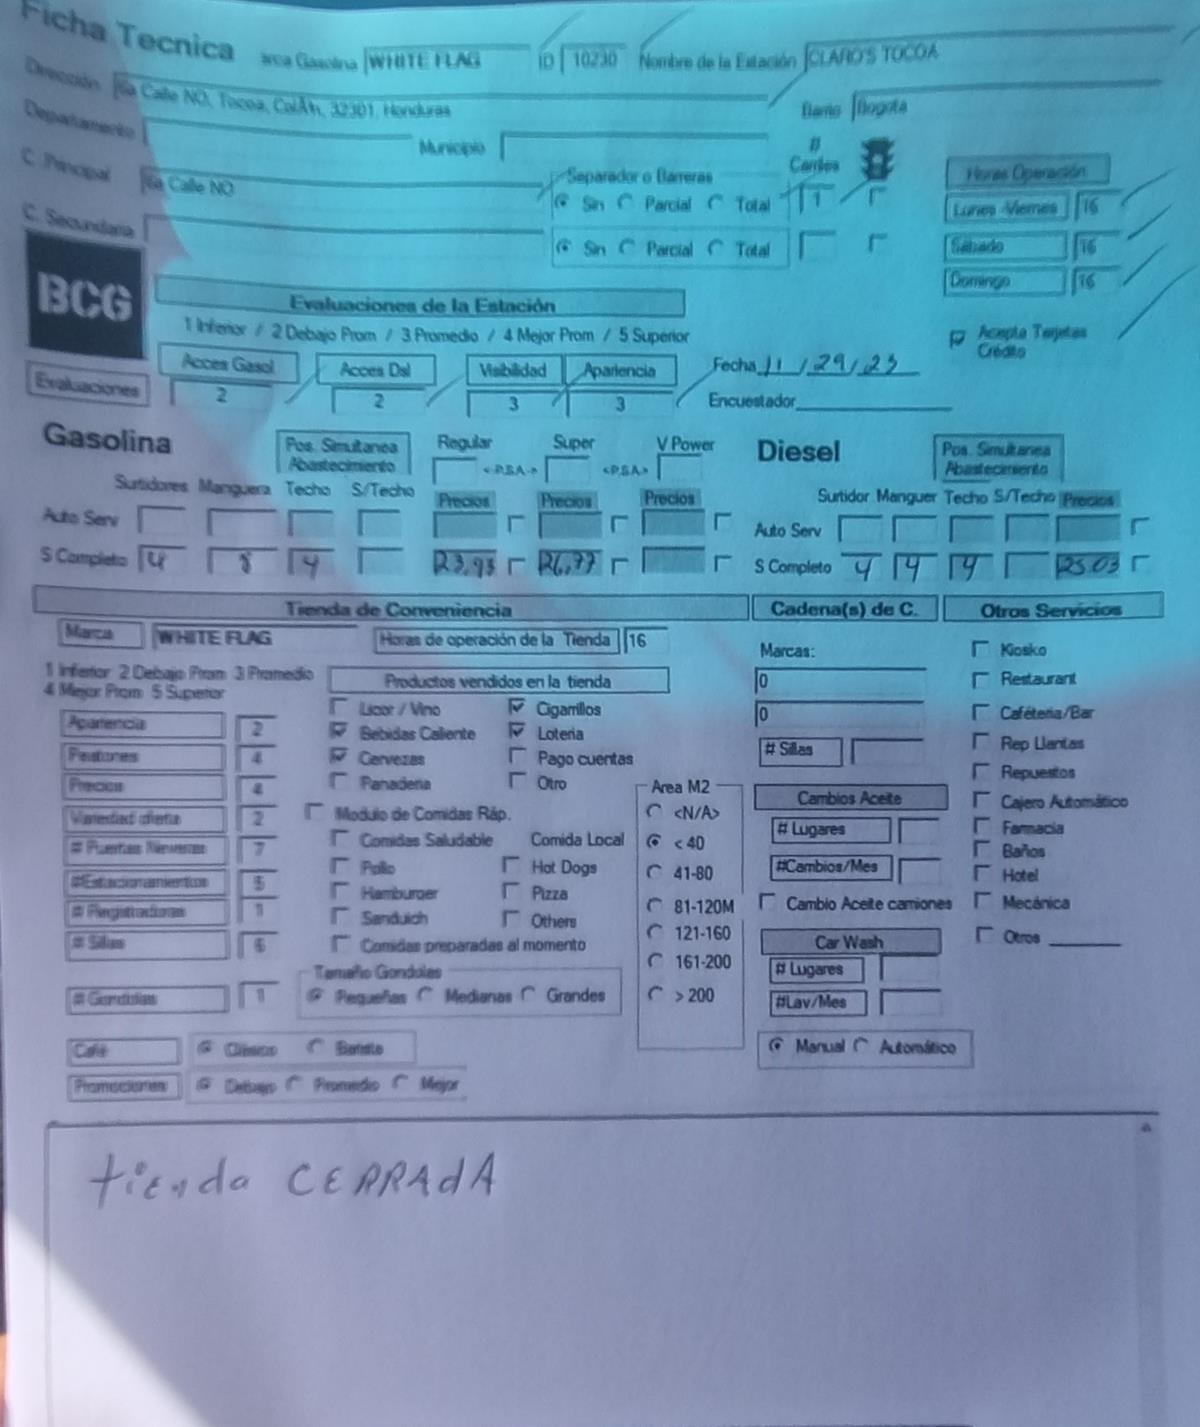 Ficha Tecnica
arca Gasolina WHITE FLAG ID 10230 Nombre de la Estación CLARO'S TOCOA
Dirección 6a Calle NO, Tocoa, ColÃ³n, 32301, Honduras Barrio Bogota
Departamento Municipio # Carriles
C. Principal 6a Calle NO Separador o Barreras Horas Operación
Sin Parcial Total 1 Lunes -Viernes 16
C. Secundaria Sin Parcial Total Sábado 16
Domingo 16
BCG
Evaluaciones de la Estación
1 Inferior / 2 Debajo Prom / 3 Promedio / 4 Mejor Prom / 5 Superior Acepta Tarjetas Crédito
Evaluaciones Acces Gasol Acces Dsl Visibilidad Apariencia Fecha 11/29/23
2 2 3 3 Encuestador
Gasolina Pos. Simultanea Abastecimiento Regular Super V Power Diesel Pos. Simultanea Abastecimiento
<-P.S.A-> <P.S.A>
Surtidores Manguera Techo S/Techo Precios Precios Precios Surtidor Manguer Techo S/Techo Precios
Auto Serv Auto Serv
S Completo 4 8 4 23,93 26,77 S Completo 4 4 4 25.03
Tienda de Conveniencia Cadena(s) de C. Otros Servicios
Marca WHITE FLAG Horas de operación de la Tienda 16 Marcas: Kiosko
1 Inferior 2 Debajo Prom 3 Promedio
4 Mejor Prom 5 Superior Productos vendidos en la tienda 0 Restaurant
Apariencia 2 Licor / Vino Cigarrillos 0 Caféteria/Bar
Bebidas Caliente Loteria Rep Llantas
Peatones 4 Cervezas Pago cuentas # Sillas Repuestos
Precios 4 Panaderia Otro Area M2 Cambios Aceite Cajero Automático
Variedad oferta 2 Modulo de Comidas Ráp. <N/A> # Lugares Farmacia
# Puertas Neveras 7 Comidas Saludable Comida Local < 40 Baños
#Estacionamientos 5 Pollo Hot Dogs 41-80 #Cambios/Mes Hotel
# Registradoras 1 Hamburger Pizza 81-120M Cambio Aceite camiones Mecánica
Sanduich Others 121-160 Car Wash Otros
# Sillas 6 Comidas preparadas al momento 161-200 # Lugares
Tamaño Gondolas
# Gondolas 1 Pequeñas Medianas Grandes > 200 #Lav/Mes
Café Clásico Barista Manual Automático
Promociones Debajo Promedio Mejor
tienda CERRAdA